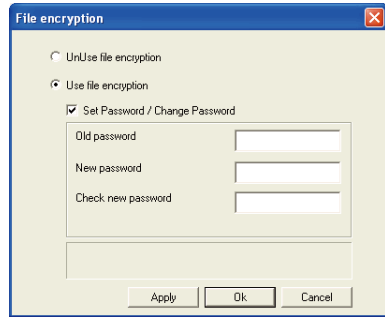 File encryption
UnUse file encryption
Use file encryption
Set Password / Change Password
Old password
New password
Check new password
Apply Ok Cancel